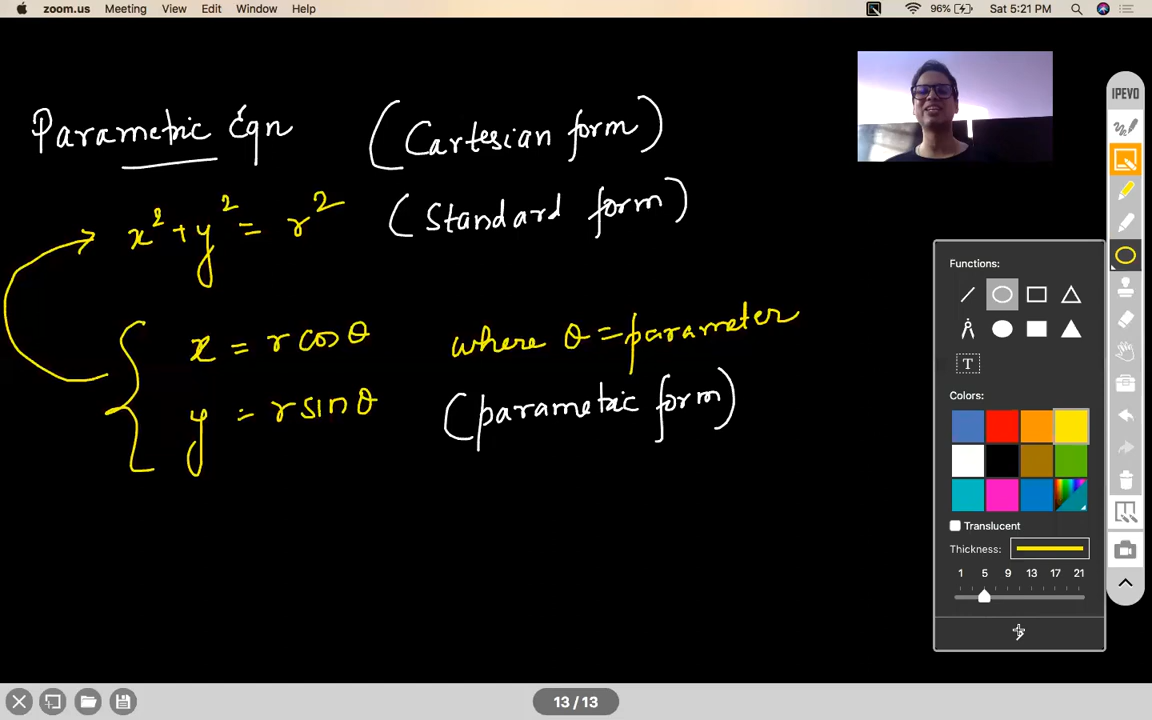 zoom.us Meeting View Edit Window Help 96% Sat 5:21 PM
Parametric Eqn (Cartesian form)
x² + y² = r² (Standard form)
x = r cos θ where θ = parameter
y = r sin θ (parametric form)
IPEVO
Functions:
T
Colors:
Translucent
Thickness:
1 5 9 13 17 21
13 / 13